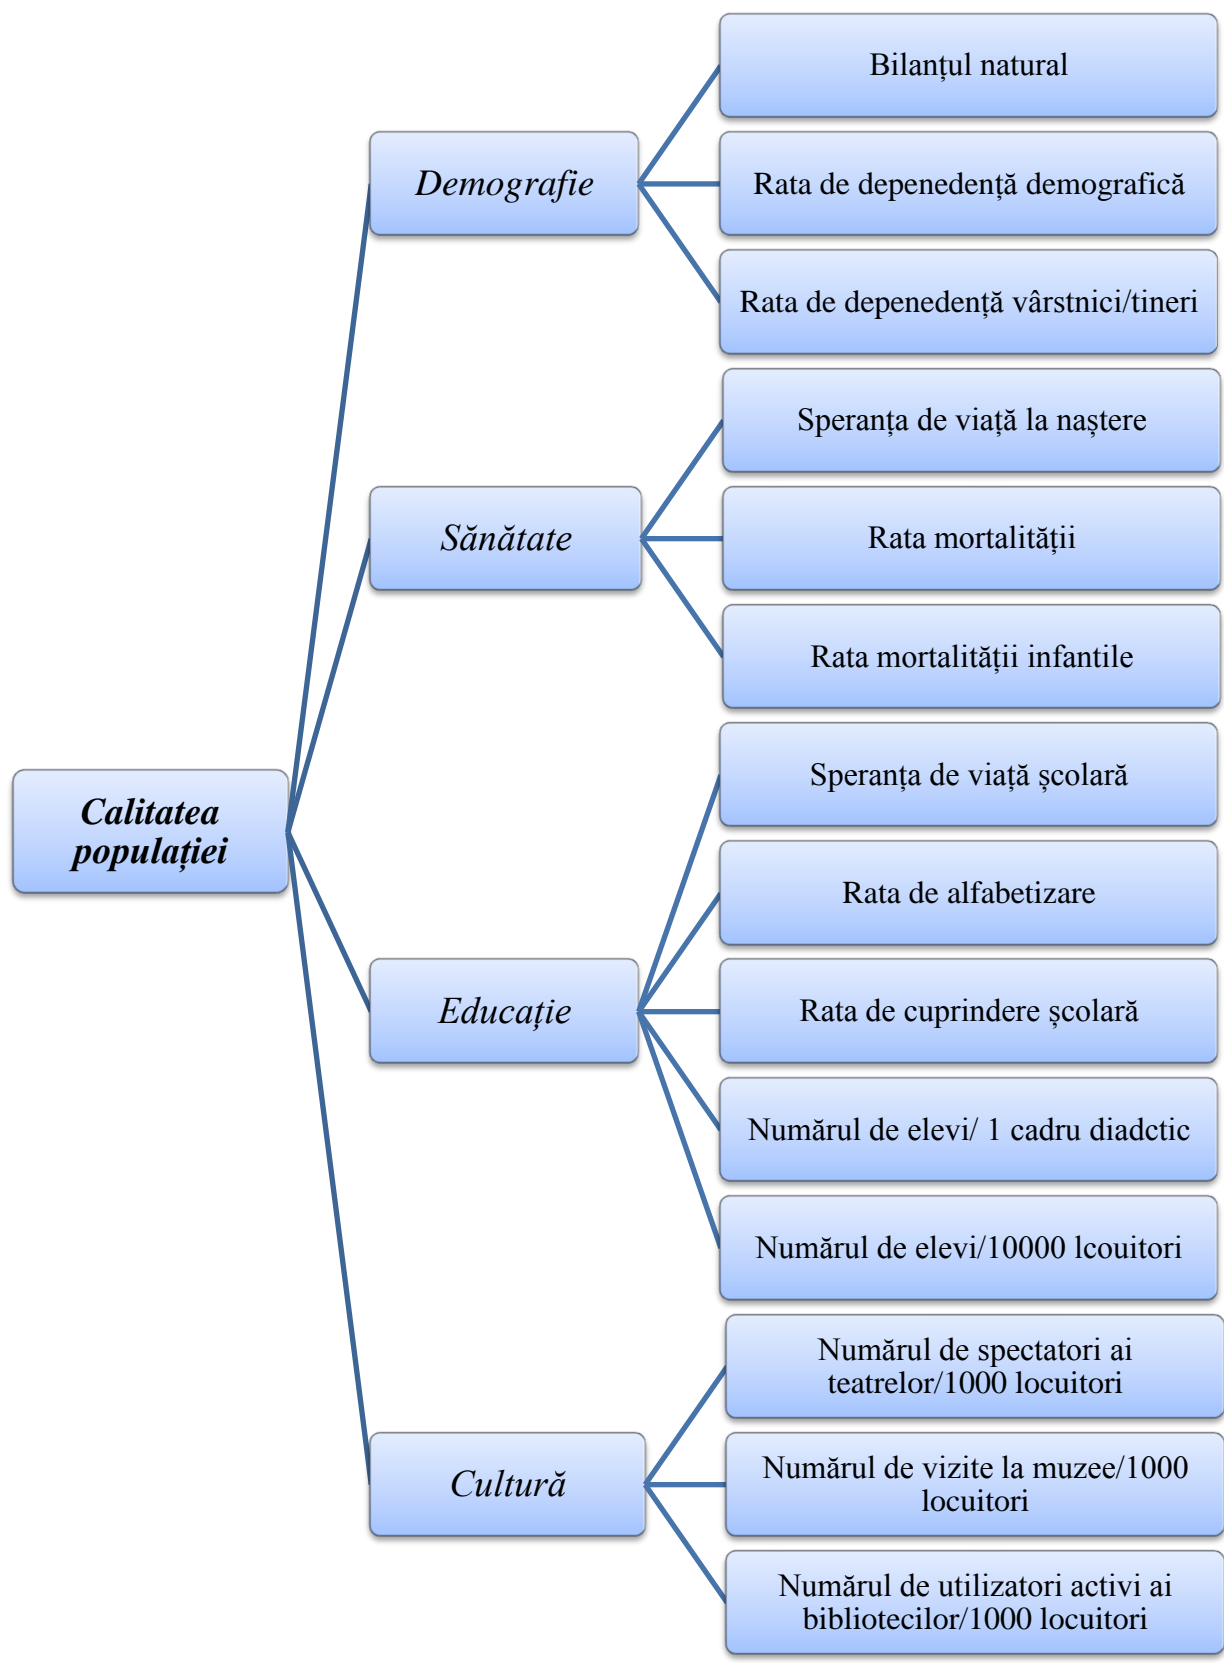 Calitatea
populației
Demografie
Bilanțul natural
Rata de depenedență demografică
Rata de depenedență vârstnici/tineri
Sănătate
Speranța de viață la naștere
Rata mortalității
Rata mortalității infantile
Educație
Speranța de viață școlară
Rata de alfabetizare
Rata de cuprindere școlară
Numărul de elevi/ 1 cadru diadctic
Numărul de elevi/10000 lcouitori
Cultură
Numărul de spectatori ai
teatrelor/1000 locuitori
Numărul de vizite la muzee/1000
locuitori
Numărul de utilizatori activi ai
bibliotecilor/1000 locuitori